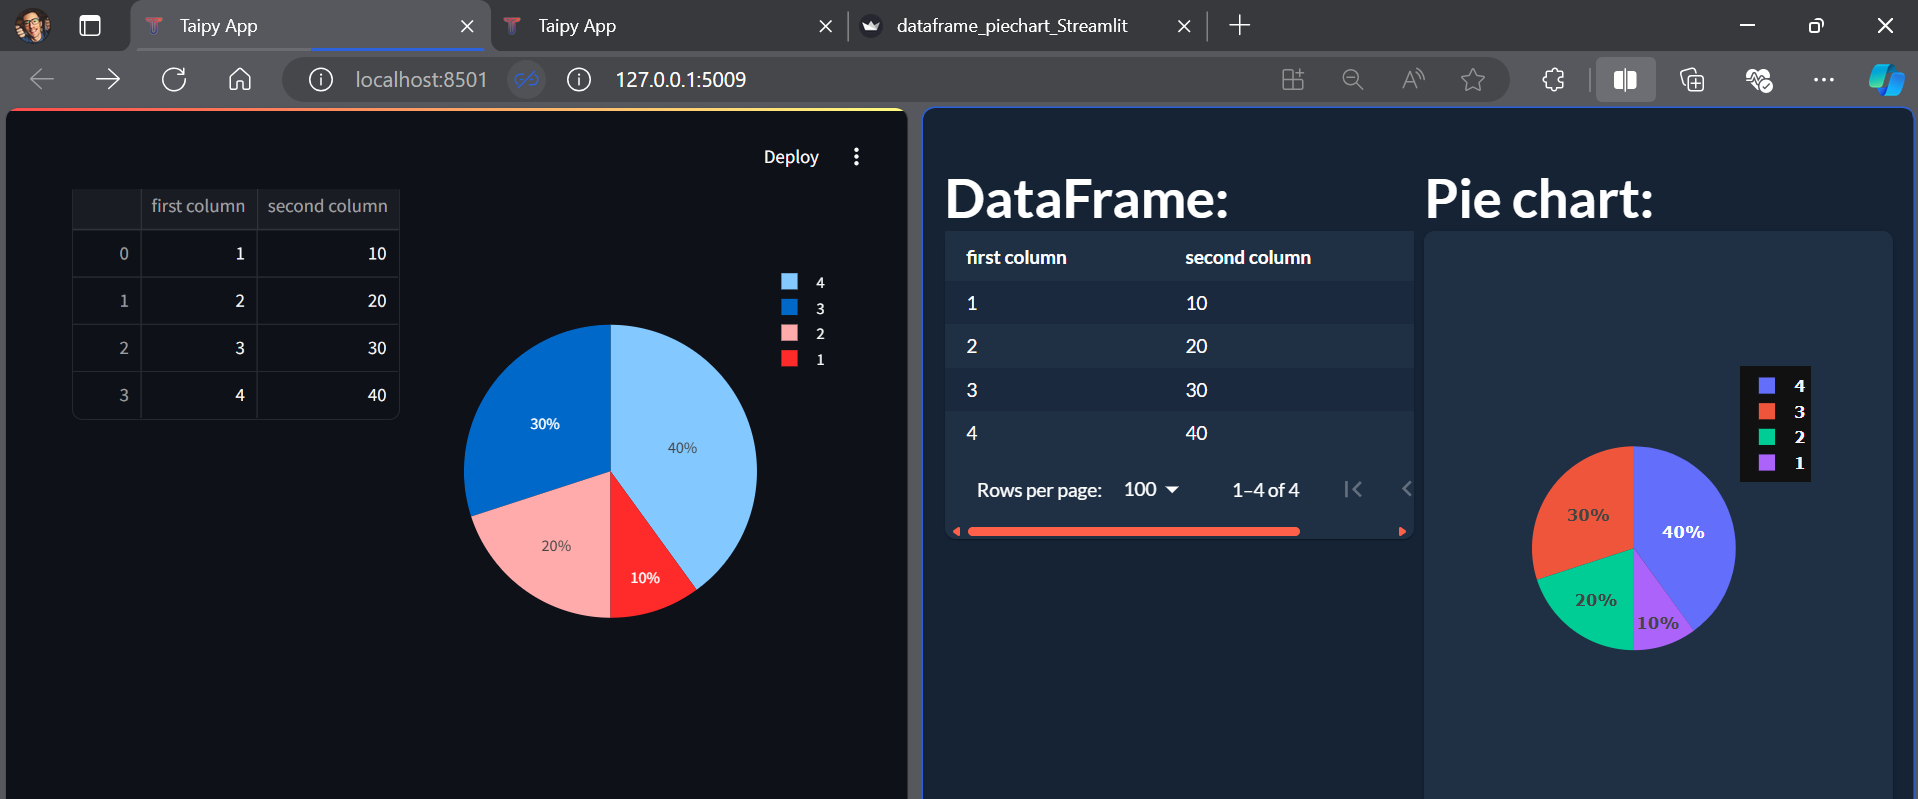 Taipy App
Taipy App
dataframe_piechart_Streamlit
localhost:8501
127.0.0.1:5009
Deploy
first column second column
0 1 10
1 2 20
2 3 30
3 4 40
4
3
2
1
30%
40%
20%
10%
DataFrame:
first column second column
1 10
2 20
3 30
4 40
Rows per page: 100 1–4 of 4
Pie chart:
4
3
2
1
30%
40%
20%
10%